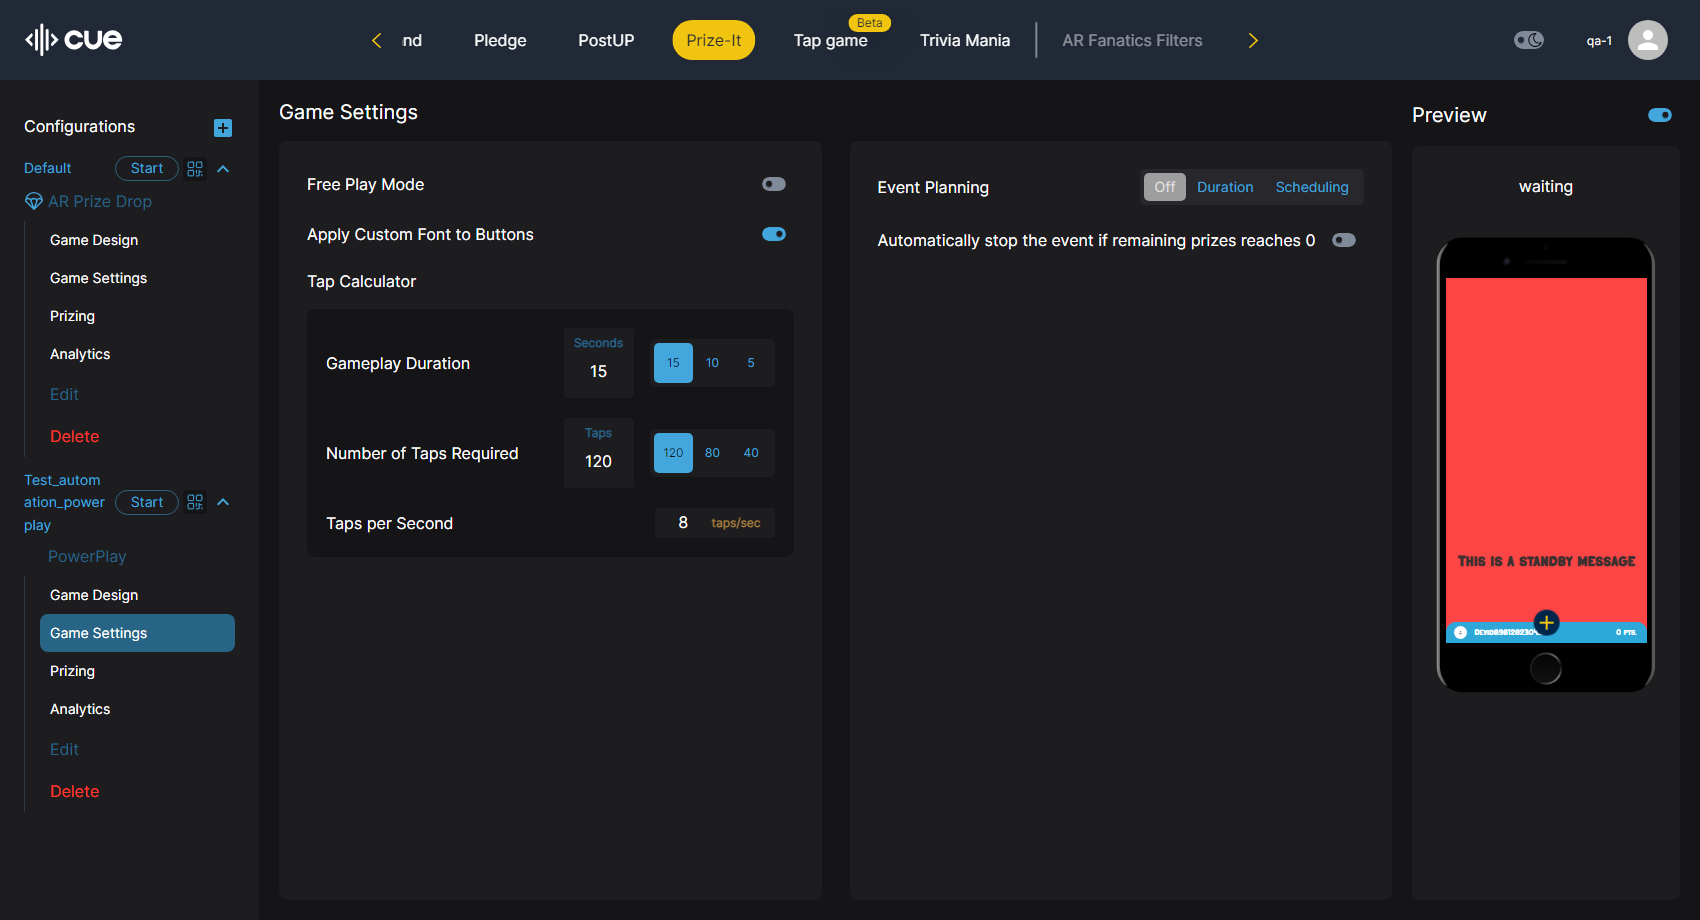 cue
nd
Pledge
PostUP
Prize-It
Beta
Tap game
Trivia Mania
AR Fanatics Filters
qa-1
Configurations
Default
Start
AR Prize Drop
Game Design
Game Settings
Prizing
Analytics
Edit
Delete
Test_autom
ation_power
play
Start
PowerPlay
Game Design
Game Settings
Prizing
Analytics
Edit
Delete
Game Settings
Free Play Mode
Apply Custom Font to Buttons
Tap Calculator
Gameplay Duration
Seconds
15
15 10 5
Number of Taps Required
Taps
120
120 80 40
Taps per Second
8 taps/sec
Event Planning
Off Duration Scheduling
Automatically stop the event if remaining prizes reaches 0
Preview
waiting
This is a standby message
0 pts.